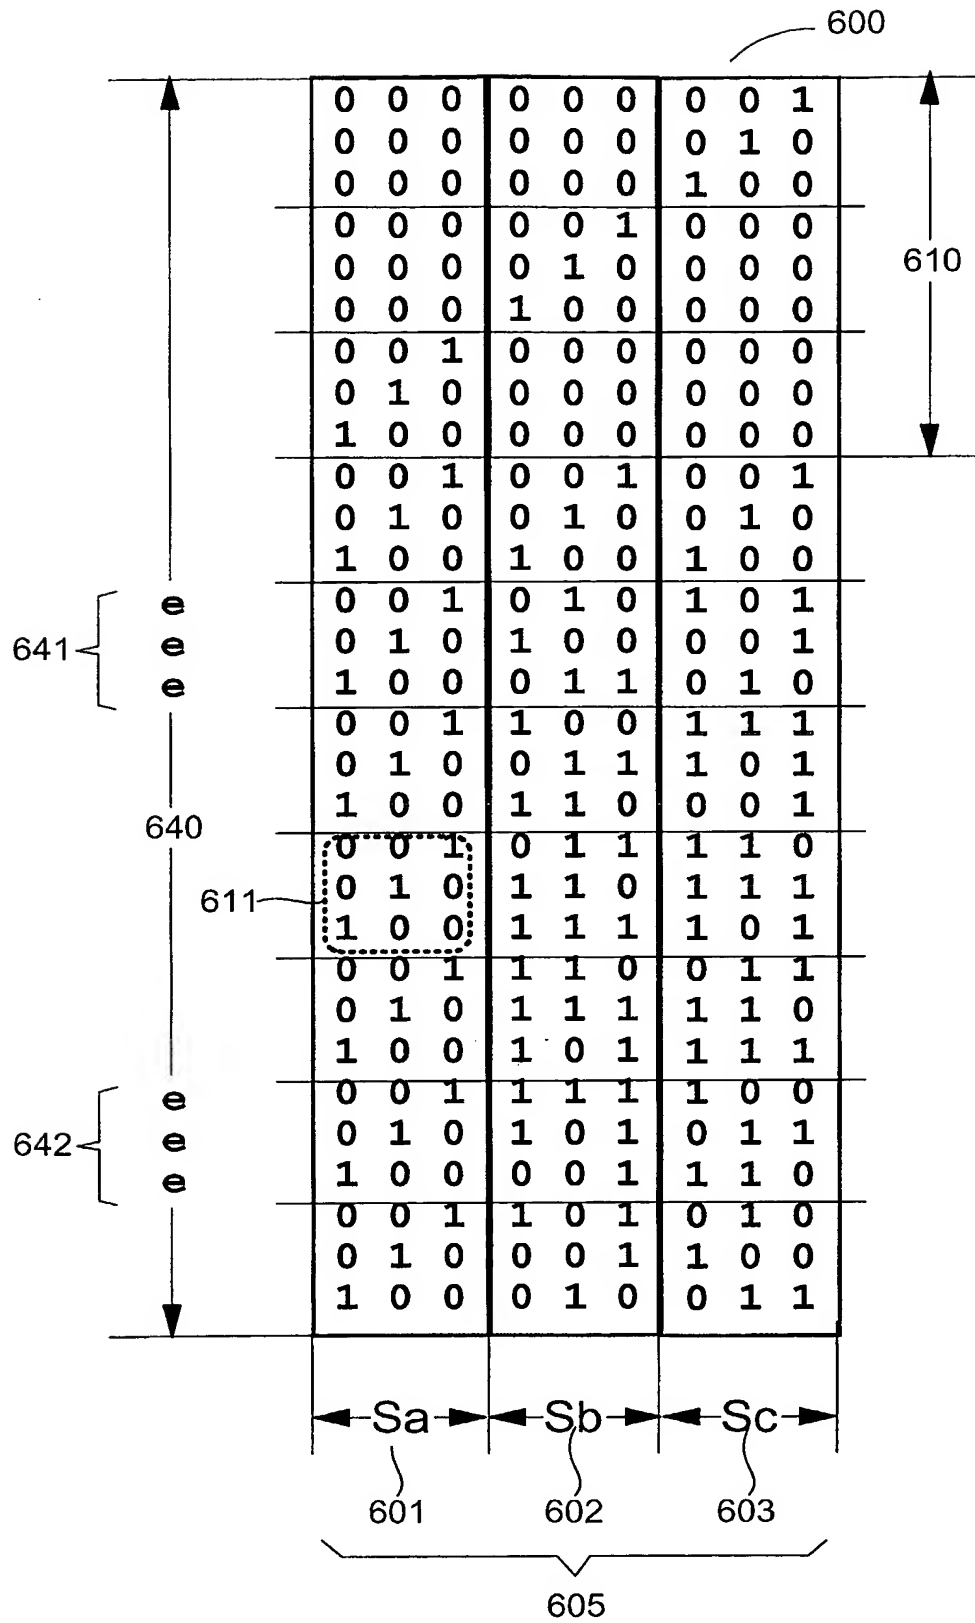 600
0 0 0 0 0 0 0 0 1
0 0 0 0 0 0 0 1 0
0 0 0 0 0 0 1 0 0
0 0 0 0 0 1 0 0 0
0 0 0 0 1 0 0 0 0
610
0 0 0 1 0 0 0 0 0
0 0 1 0 0 0 0 0 0
0 1 0 0 0 0 0 0 0
1 0 0 0 0 0 0 0 0
0 0 1 0 0 1 0 0 1
0 1 0 0 1 0 0 1 0
1 0 0 1 0 0 1 0 0
e 0 0 1 0 1 0 1 0 1
641 e 0 1 0 1 0 0 0 0 1
e 1 0 0 0 1 1 0 1 0
0 0 1 1 0 0 1 1 1
0 1 0 0 1 1 1 0 1
1 0 0 1 1 0 0 0 1
640
0 0 1 0 1 1 1 1 0
0 1 0 1 1 0 1 1 1
611
1 0 0 1 1 1 1 0 1
0 0 1 1 1 0 0 1 1
0 1 0 1 1 1 1 1 0
1 0 0 1 0 1 1 1 1
e 0 0 1 1 1 1 1 0 0
642 e 0 1 0 1 0 1 0 1 1
e 1 0 0 0 0 1 1 1 0
0 0 1 1 0 1 0 1 0
0 1 0 0 0 1 1 0 0
1 0 0 0 1 0 0 1 1
Sa Sb Sc
601 602 603
605